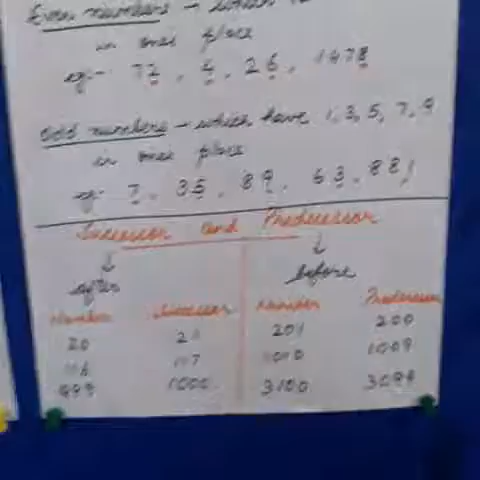 Even numbers - which
in ones place
eg:- 72, 4, 26, 1478
odd numbers - which have 1, 3, 5, 7, 9
in ones place
eg:- 7, 35, 89, 63, 881
Successor and Predecessor
after before
Number Successor Number Predecessor
20 21 201 200
116 117 1010 1009
999 1000 3100 3099